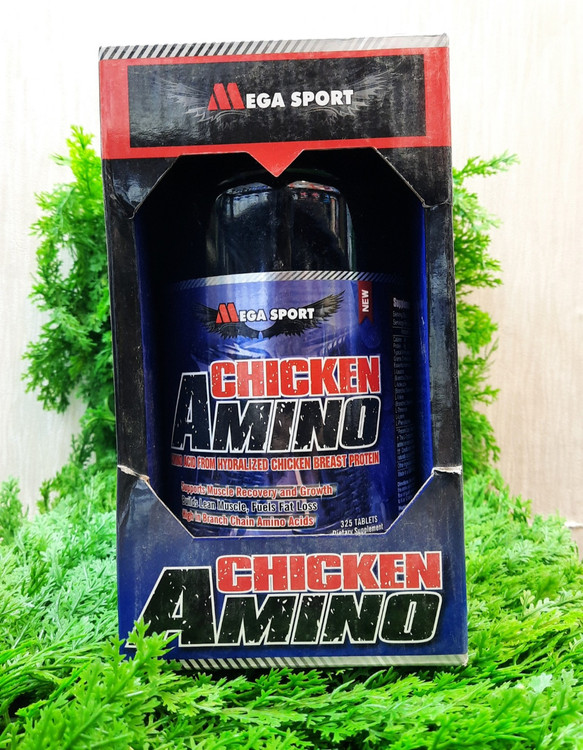 MEGA SPORT
MEGA SPORT
NEW
CHICKEN
AMINO
ACID FROM HYDRALIZED CHICKEN BREAST PROTEIN
Supports Muscle Recovery and Growth
Builds Lean Muscle, Fuels Fat Loss
High in Branch Chain Amino Acids
325 TABLETS
Dietary Supplement
CHICKEN
AMINO